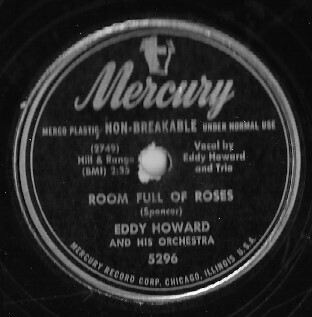 Mercury
MERCO PLASTIC NON-BREAKABLE UNDER NORMAL USE
(2749)
Hill & Range
(BMI) 2:55
Vocal by
Eddy Howard
and Trio
ROOM FULL OF ROSES
(Spencer)
EDDY HOWARD
AND HIS ORCHESTRA
5296
MERCURY RECORD CORP. CHICAGO, ILLINOIS U.S.A.